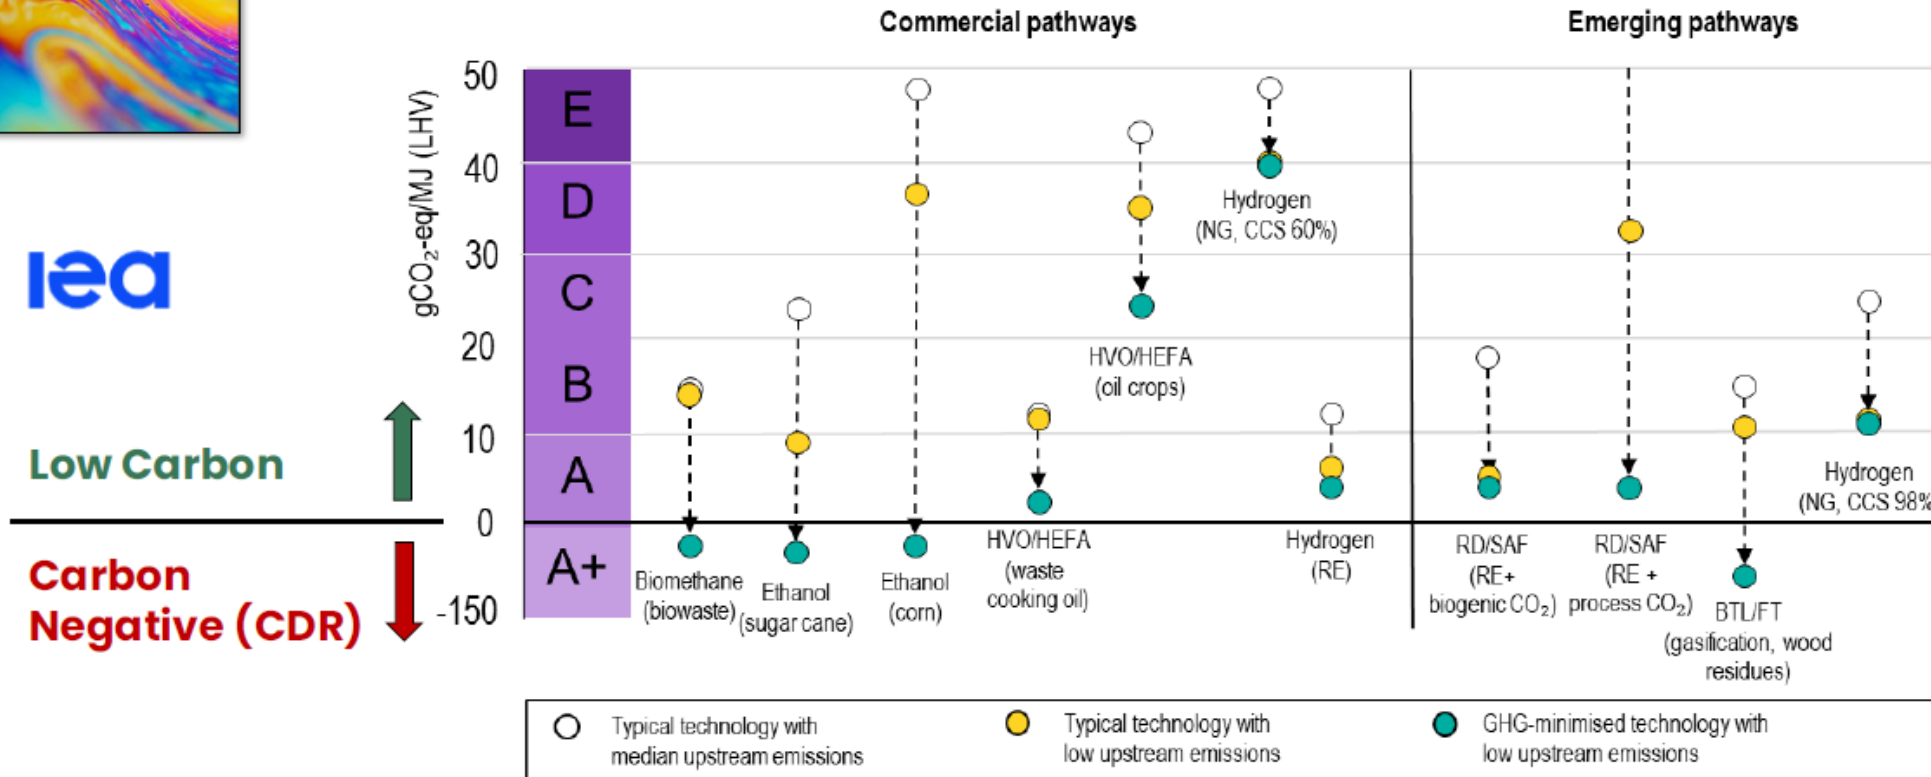 Commercial pathways
Emerging pathways
gCO₂-eq/MJ (LHV)
50
40
30
20
10
0
-150
E
D
C
B
A
A+
iea
Low Carbon
Carbon
Negative (CDR)
Biomethane
(biowaste)
Ethanol
(sugar cane)
Ethanol
(corn)
HVO/HEFA
(waste
cooking oil)
HVO/HEFA
(oil crops)
Hydrogen
(NG, CCS 60%)
Hydrogen
(RE)
RD/SAF
(RE+
biogenic CO₂)
RD/SAF
(RE +
process CO₂)
BTL/FT
(gasification, wood
residues)
Hydrogen
(NG, CCS 98%
Typical technology with
median upstream emissions
Typical technology with
low upstream emissions
GHG-minimised technology with
low upstream emissions